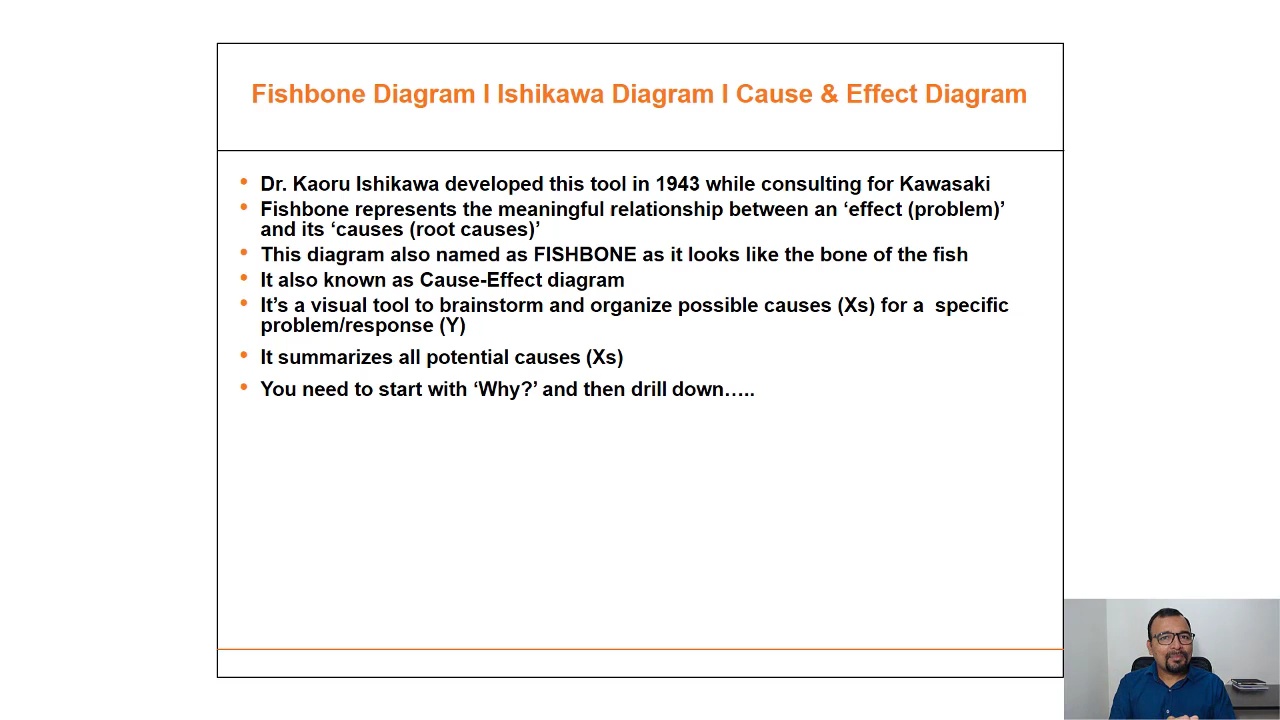 Fishbone Diagram I Ishikawa Diagram I Cause & Effect Diagram
• Dr. Kaoru Ishikawa developed this tool in 1943 while consulting for Kawasaki
• Fishbone represents the meaningful relationship between an ‘effect (problem)’
and its ‘causes (root causes)’
• This diagram also named as FISHBONE as it looks like the bone of the fish
• It also known as Cause-Effect diagram
• It’s a visual tool to brainstorm and organize possible causes (Xs) for a  specific
problem/response (Y)
• It summarizes all potential causes (Xs)
• You need to start with ‘Why?’ and then drill down…..